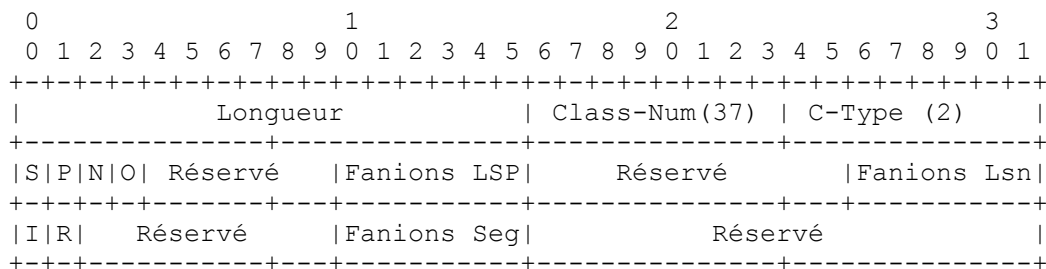 0                   1                   2                   3
 0 1 2 3 4 5 6 7 8 9 0 1 2 3 4 5 6 7 8 9 0 1 2 3 4 5 6 7 8 9 0 1
+-+-+-+-+-+-+-+-+-+-+-+-+-+-+-+-+-+-+-+-+-+-+-+-+-+-+-+-+-+-+-+-+
|            Longueur           | Class-Num(37) | C-Type (2)    |
+---------------+---------------+---------------+---------------+
|S|P|N|O| Réservé   |Fanions LSP|     Réservé       |Fanions Lsn|
+-+-+-+-+-------+---+-----------+---------------+---+-----------+
|I|R|   Réservé     |Fanions Seg|           Réservé             |
+-+-+-----------+---+-----------+---------------+---------------+